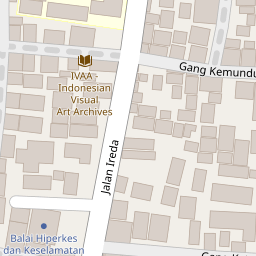 Gang Kemundu
IVAA -
Indonesian
Visual
Art Archives
Jalan Ireda
Balai Hiperkes
dan Keselamatan